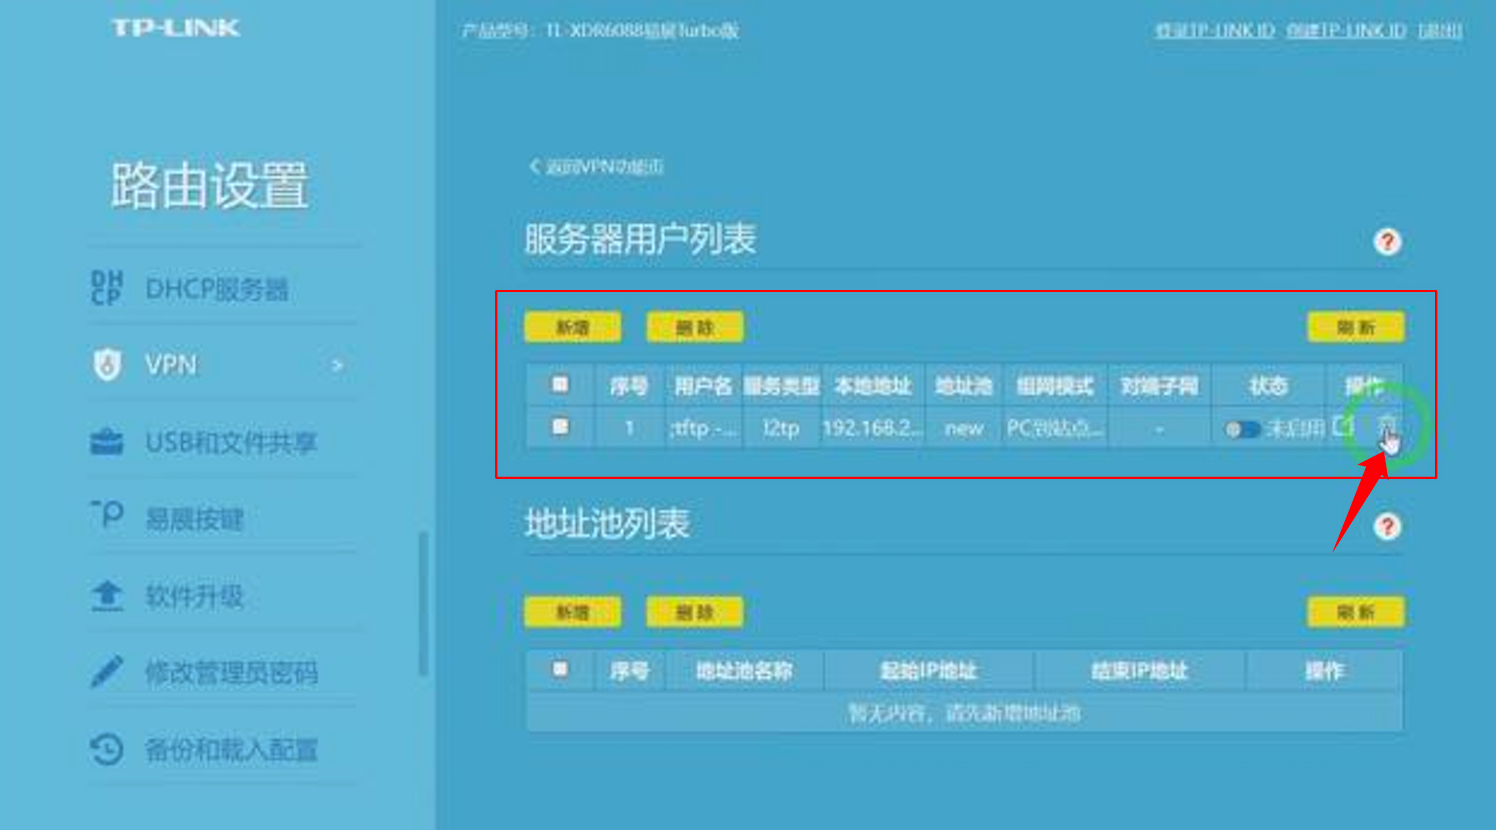 TP-LINK
产品型号：TL-XDR6088易展Turbo版
登录TP-LINK ID 创建TP-LINK ID [退出]
路由设置
DHCP服务器
VPN >
USB和文件共享
易展按键
软件升级
修改管理员密码
备份和载入配置
< 返回VPN功能页
服务器用户列表 ?
新增 删除 刷新
序号 用户名 服务类型 本地地址 地址池 组网模式 对端子网 状态 操作
1 ;tftp -... l2tp 192.168.2... new PC到站点... - 未启用
地址池列表 ?
新增 删除 刷新
序号 地址池名称 起始IP地址 结束IP地址 操作
暂无内容，请先新增地址池